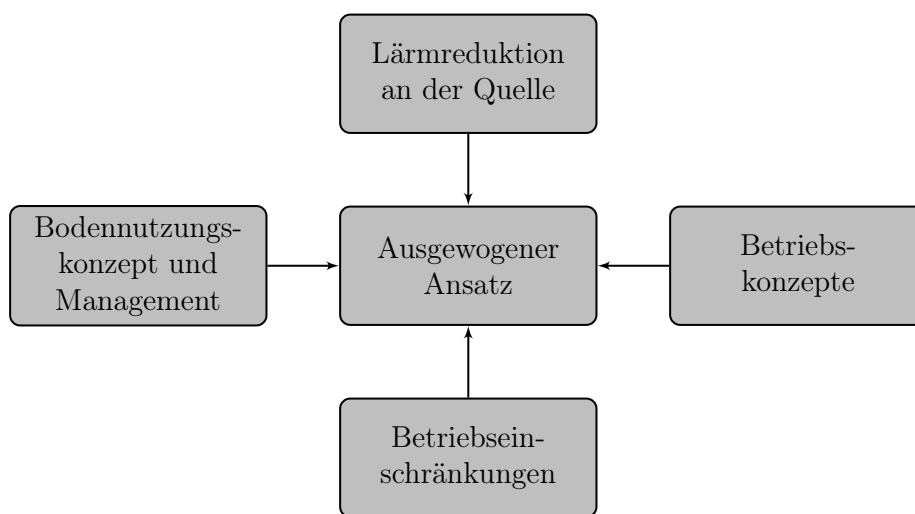 Lärmreduktion
an der Quelle
Bodennutzungs-
konzept und
Management
Ausgewogener
Ansatz
Betriebs-
konzepte
Betriebsein-
schränkungen